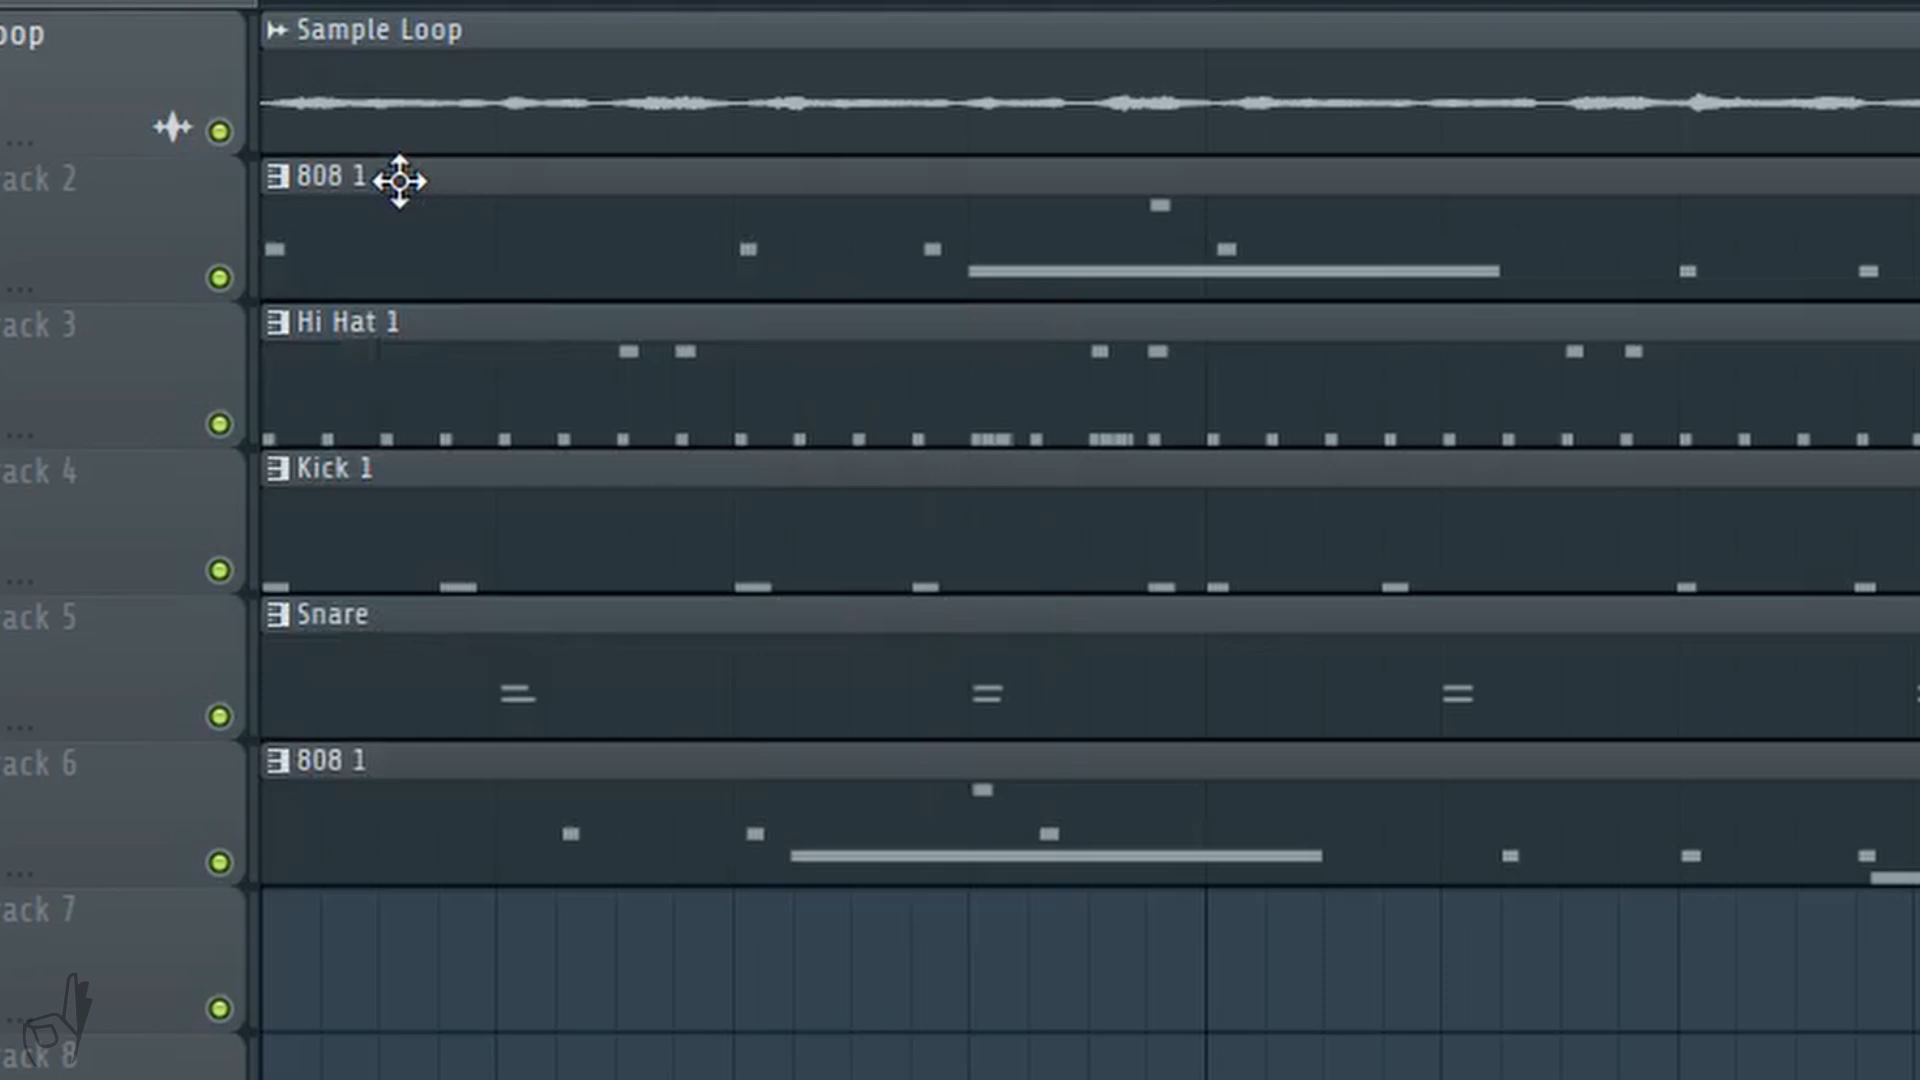 oop
Sample Loop
...
ack 2
808 1
...
ack 3
Hi Hat 1
...
ack 4
Kick 1
...
ack 5
Snare
...
ack 6
808 1
...
ack 7
...
ack 8